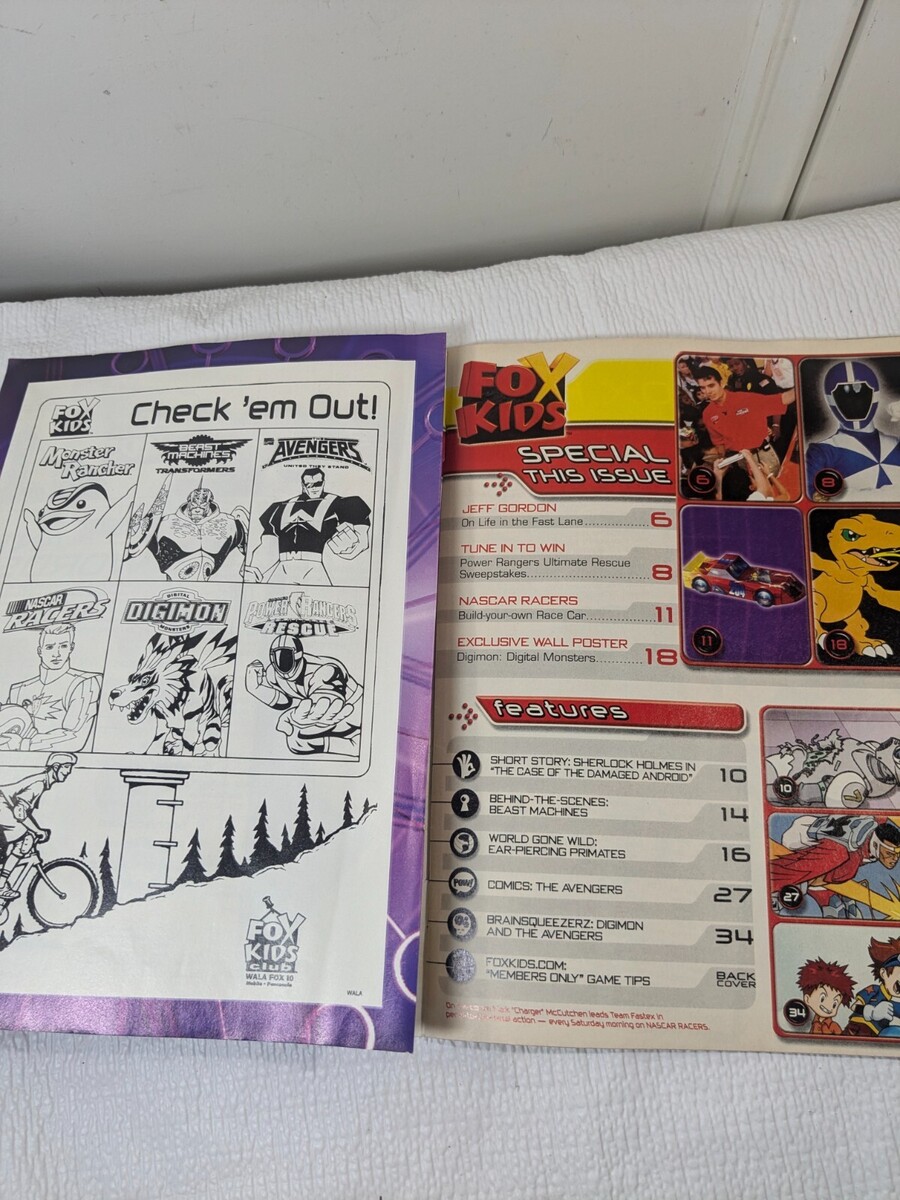 FOX
KIDS
Check 'em Out!
Monster
Rancher
BEAST
MACHINES
TRANSFORMERS
AVENGERS
UNITED THEY STAND
NASCAR
RACERS
DIGITAL
DIGIMON
MONSTERS
POWER RANGERS
RESCUE
FOX
KIDS
club
WALA FOX 10
Mobile • Pensacola
WALA
FOX
KIDS
SPECIAL
THIS ISSUE
JEFF GORDON
On Life in the Fast Lane 6
TUNE IN TO WIN
Power Rangers Ultimate Rescue
Sweepstakes 8
NASCAR RACERS
Build-your-own Race Car 11
EXCLUSIVE WALL POSTER
Digimon: Digital Monsters 18
6
8
11
18
features
SHORT STORY: SHERLOCK HOLMES IN
"THE CASE OF THE DAMAGED ANDROID" 10
BEHIND-THE-SCENES:
BEAST MACHINES 14
WORLD GONE WILD:
EAR-PIERCING PRIMATES 16
POW!
COMICS: THE AVENGERS 27
BRAINSQUEEZERZ: DIGIMON
AND THE AVENGERS 34
FOXKIDS.COM:
"MEMBERS ONLY" GAME TIPS BACK
COVER
10
27
34
"Charger" McCutchen leads Team Fastex in
action — every Saturday morning on NASCAR RACERS.